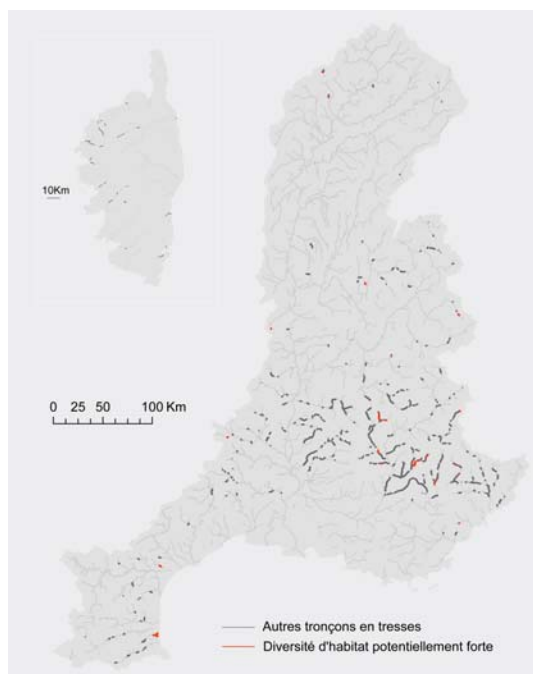 10Km
0 25 50 100 Km
Autres tronçons en tresses
Diversité d'habitat potentiellement forte